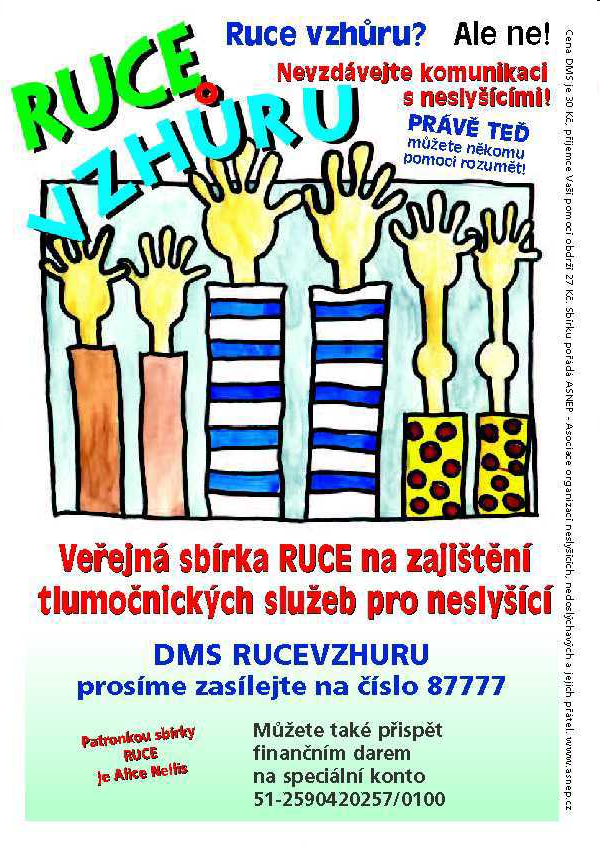 RUCE
VZHŮRU
Ruce vzhůru? Ale ne!
Nevzdávejte komunikaci
s neslyšícími!
PRÁVĚ TEĎ
můžete někomu
pomoci rozumět!
Veřejná sbírka RUCE na zajištění
tlumočnických služeb pro neslyšící
DMS RUCEVZHURU
prosíme zasílejte na číslo 87777
Patronkou sbírky
RUCE
je Alice Nellis
Můžete také přispět
finančním darem
na speciální konto
51-2590420257/0100
Cena DMS je 30 Kč, příjemce Vaší pomoci obdrží 27 Kč. Sbírku pořádá ASNEP - Asociace organizací neslyšících, nedoslýchavých a jejich přátel. www.asnep.cz